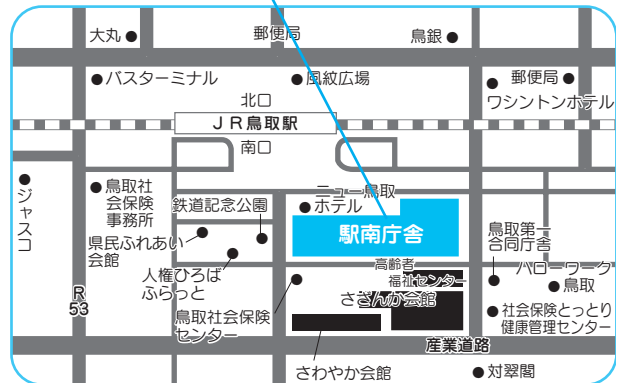 大丸
郵便局
鳥銀
バスターミナル
風紋広場
郵便局
ワシントンホテル
北口
ＪＲ鳥取駅
南口
ジャスコ
鳥取社
会保険
事務所
鉄道記念公園
ニュー鳥取
ホテル
駅南庁舎
県民ふれあい
会館
人権ひろば
ふらっと
鳥取社会保険
センター
高齢者
福祉センター
さざんか会館
鳥取第一
合同庁舎
ハローワーク
鳥取
社会保険とっとり
健康管理センター
R
53
産業道路
さわやか会館
対翠閣